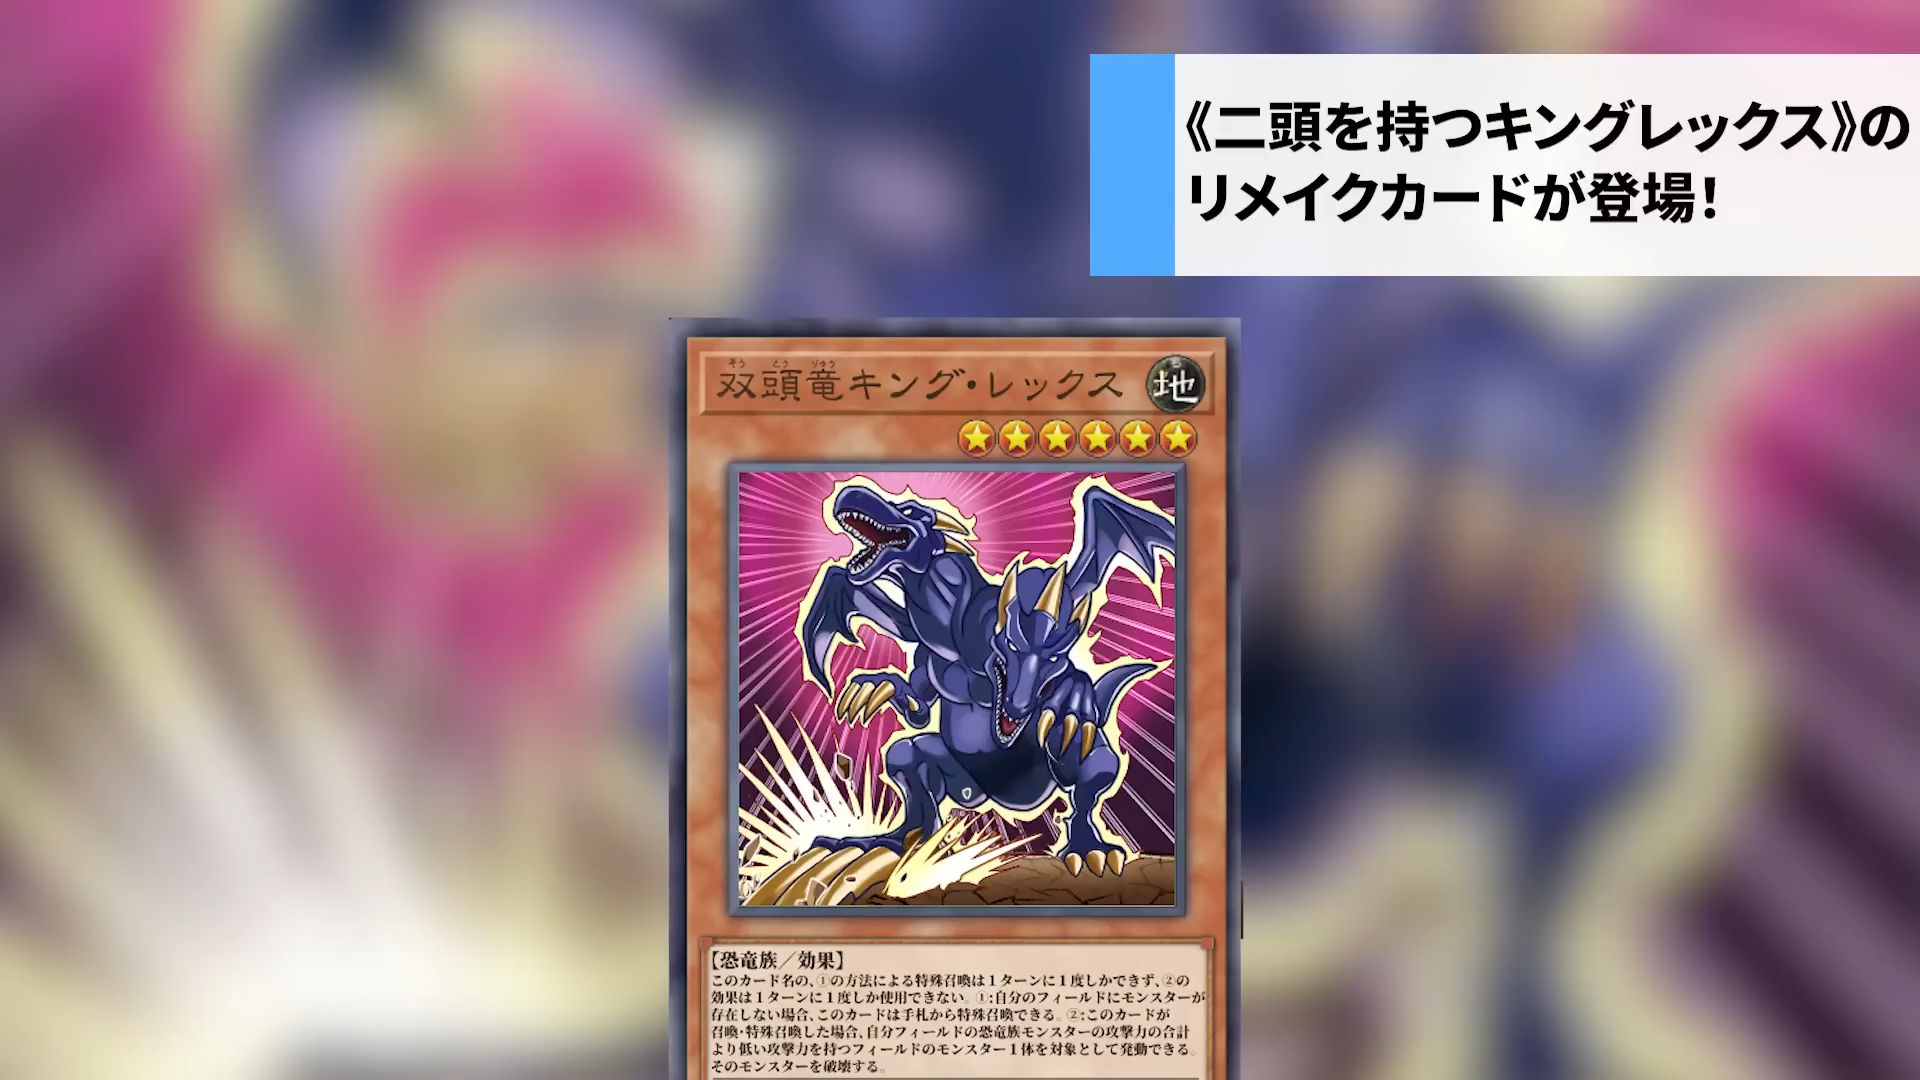 《二頭を持つキングレックス》の
リメイクカードが登場!
そう とう りゅう
双頭竜キング・レックス
地
【恐竜族／効果】
このカード名の、①の方法による特殊召喚は1ターンに1度しかできず、②の
効果は1ターンに1度しか使用できない。①:自分のフィールドにモンスターが
存在しない場合、このカードは手札から特殊召喚できる。②:このカードが
召喚・特殊召喚した場合、自分フィールドの恐竜族モンスターの攻撃力の合計
より低い攻撃力を持つフィールドのモンスター1体を対象として発動できる。
そのモンスターを破壊する。